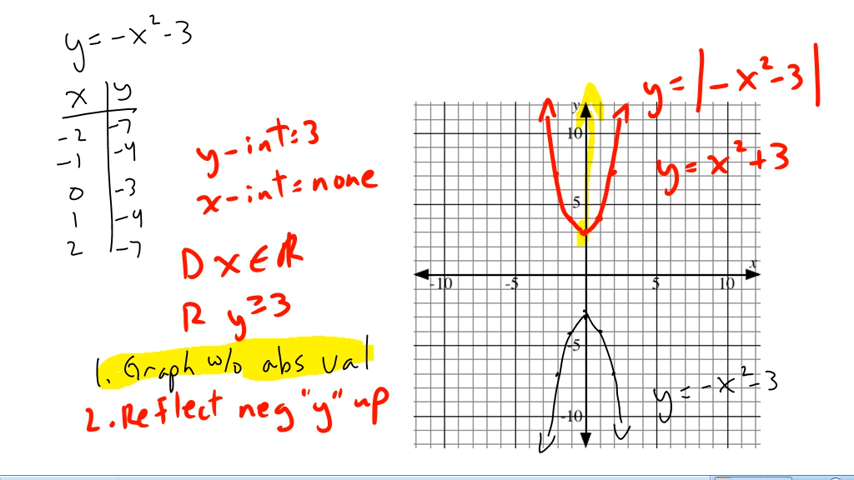 y = -x² - 3
x y
-2 -7
-1 -4
0 -3
1 -4
2 -7
y-int: 3
x-int = none
D x ∈ ℝ
R y ≥ 3
1. Graph w/o abs val
2. Reflect neg "y" up
y = |-x² - 3|
y = x² + 3
y
10
5
x
-10
-5
5
10
-5
-10
y = -x² - 3